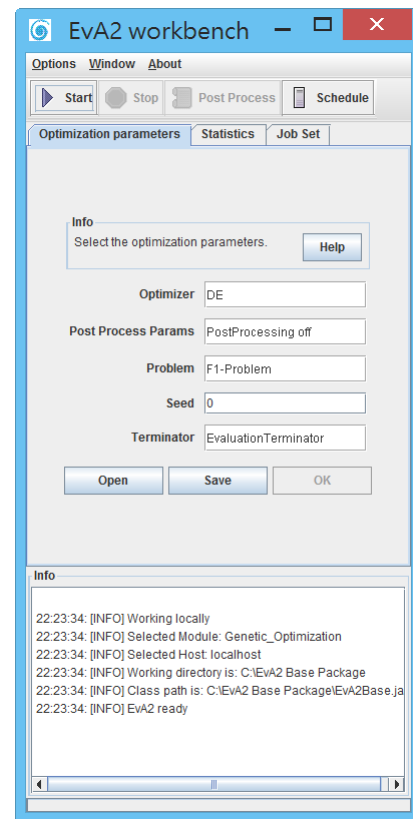 EvA2 workbench
Options Window About
Start Stop Post Process Schedule
Optimization parameters Statistics Job Set
Info
Select the optimization parameters. Help
Optimizer DE
Post Process Params PostProcessing off
Problem F1-Problem
Seed 0
Terminator EvaluationTerminator
Open Save OK
Info
22:23:34: [INFO] Working locally
22:23:34: [INFO] Selected Module: Genetic_Optimization
22:23:34: [INFO] Selected Host: localhost
22:23:34: [INFO] Working directory is: C:\EvA2 Base Package
22:23:34: [INFO] Class path is: C:\EvA2 Base Package\EvA2Base.ja
22:23:34: [INFO] EvA2 ready